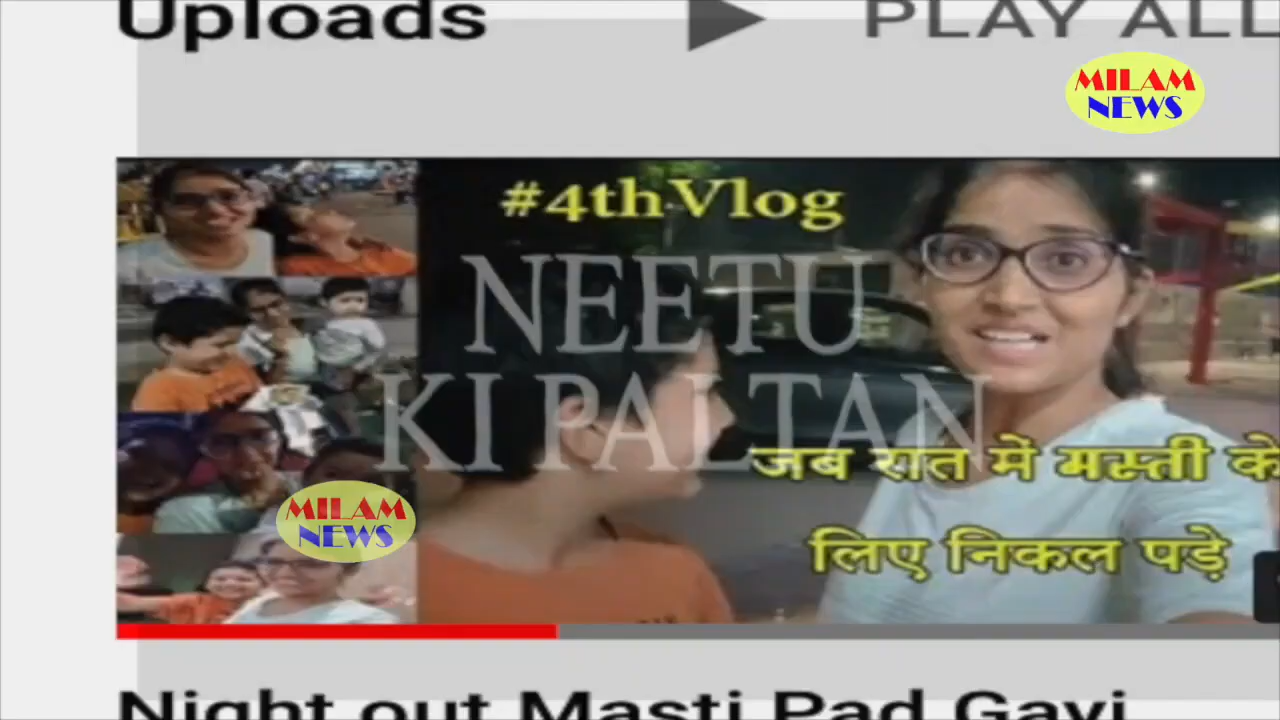 Uploads
PLAY ALL
MILAM
NEWS
#4thVlog
NEETU
KI PALTAN
जब रात में मस्ती के
लिए निकल पड़े
MILAM
NEWS
Night out Masti Pad Gayi